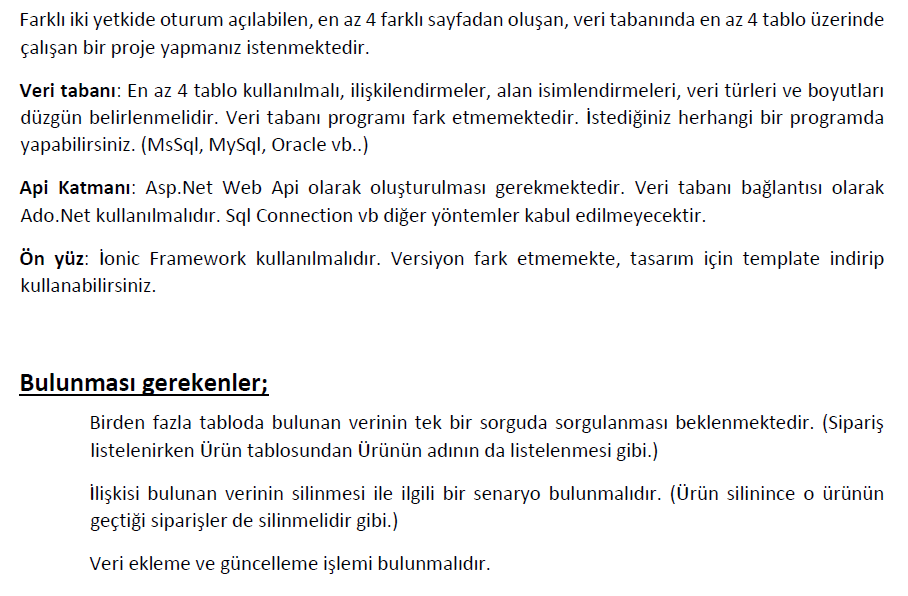 Farklı iki yetkide oturum açılabilen, en az 4 farklı sayfadan oluşan, veri tabanında en az 4 tablo üzerinde
çalışan bir proje yapmanız istenmektedir.
Veri tabanı: En az 4 tablo kullanılmalı, ilişkilendirmeler, alan isimlendirmeleri, veri türleri ve boyutları
düzgün belirlenmelidir. Veri tabanı programı fark etmemektedir. İstediğiniz herhangi bir programda
yapabilirsiniz. (MsSql, MySql, Oracle vb..)
Api Katmanı: Asp.Net Web Api olarak oluşturulması gerekmektedir. Veri tabanı bağlantısı olarak
Ado.Net kullanılmalıdır. Sql Connection vb diğer yöntemler kabul edilmeyecektir.
Ön yüz: İonic Framework kullanılmalıdır. Versiyon fark etmemekte, tasarım için template indirip
kullanabilirsiniz.
Bulunması gerekenler;
Birden fazla tabloda bulunan verinin tek bir sorguda sorgulanması beklenmektedir. (Sipariş
listelenirken Ürün tablosundan Ürünün adının da listelenmesi gibi.)
İlişkisi bulunan verinin silinmesi ile ilgili bir senaryo bulunmalıdır. (Ürün silinince o ürünün
geçtiği siparişler de silinmelidir gibi.)
Veri ekleme ve güncelleme işlemi bulunmalıdır.